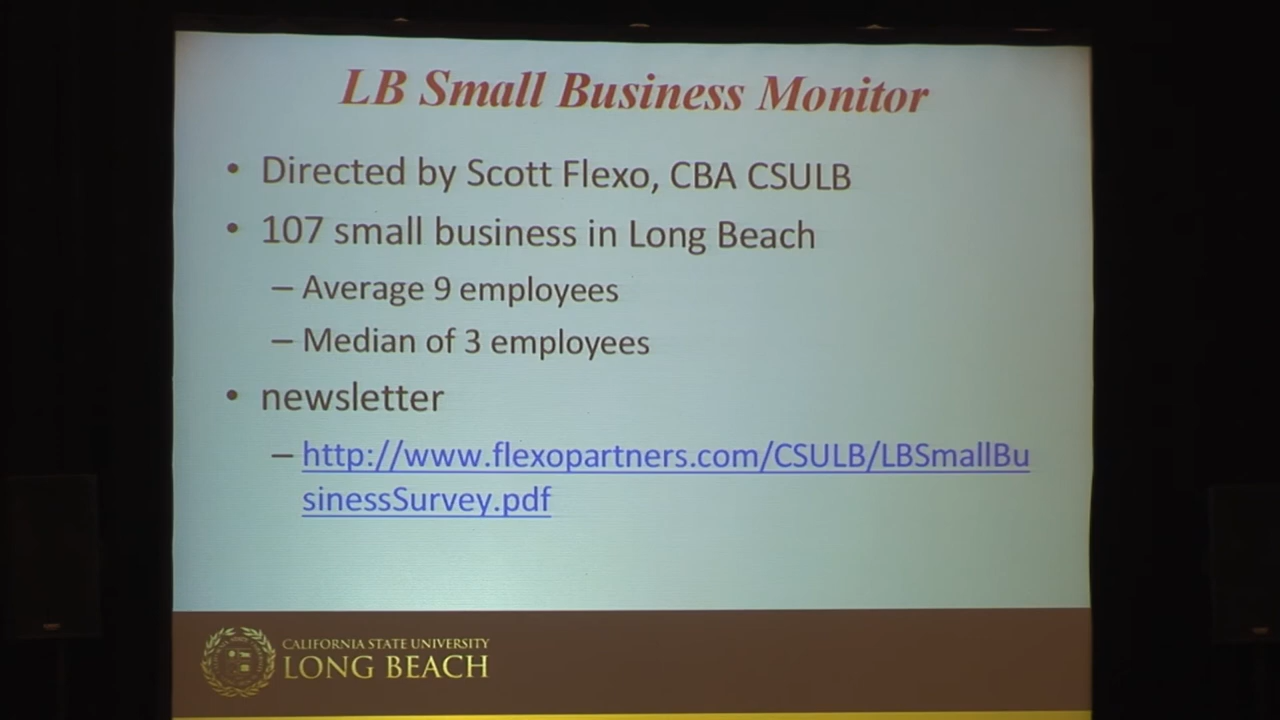 LB Small Business Monitor
• Directed by Scott Flexo, CBA CSULB
• 107 small business in Long Beach
– Average 9 employees
– Median of 3 employees
• newsletter
– http://www.flexopartners.com/CSULB/LBSmallBu
sinessSurvey.pdf
CALIFORNIA STATE UNIVERSITY
LONG BEACH